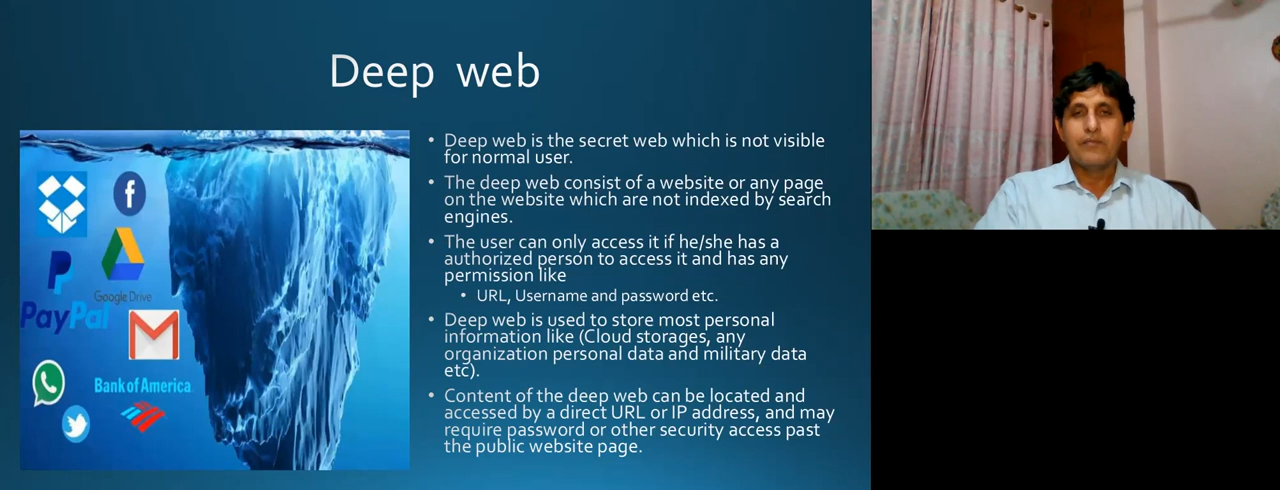 Deep web
• Deep web is the secret web which is not visible
for normal user.
• The deep web consist of a website or any page
on the website which are not indexed by search
engines.
• The user can only access it if he/she has a
authorized person to access it and has any
permission like
• URL, Username and password etc.
• Deep web is used to store most personal
information like (Cloud storages, any
organization personal data and military data
etc).
• Content of the deep web can be located and
accessed by a direct URL or IP address, and may
require password or other security access past
the public website page.
Google Drive
PayPal
Bank of America